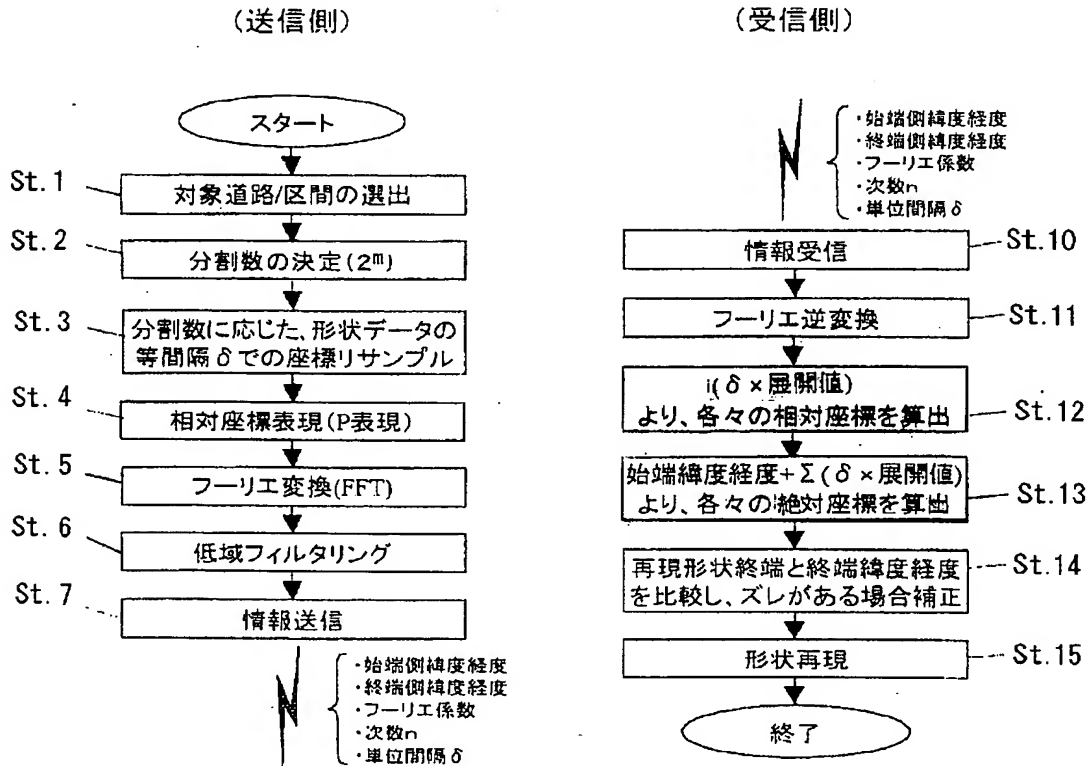 (送信側)
スタート
St.1
対象道路/区間の選出
St.2
分割数の決定(2ᵐ)
St.3
分割数に応じた、形状データの
等間隔δでの座標リサンプル
St.4
相対座標表現(P表現)
St.5
フーリエ変換(FFT)
St.6
低域フィルタリング
St.7
情報送信
・始端側緯度経度
・終端側緯度経度
・フーリエ係数
・次数n
・単位間隔δ
(受信側)
・始端側緯度経度
・終端側緯度経度
・フーリエ係数
・次数n
・単位間隔δ
情報受信
St.10
フーリエ逆変換
St.11
(δ×展開値)
より、各々の相対座標を算出
St.12
始端緯度経度+Σ(δ×展開値)
より、各々の絶対座標を算出
St.13
再現形状終端と終端緯度経度
を比較し、ズレがある場合補正
St.14
形状再現
St.15
終了